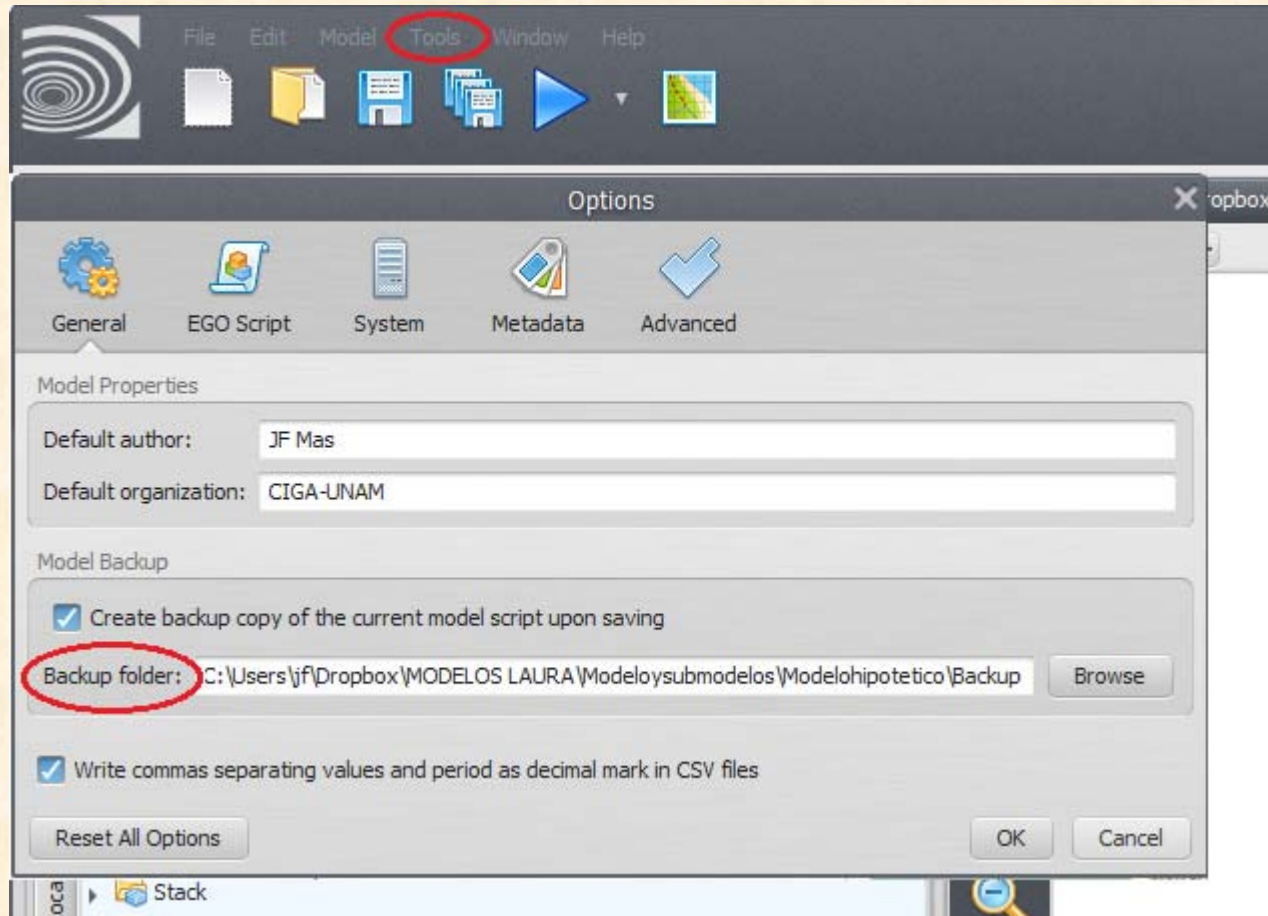 File Edit Model Tools Window Help
Options
opbox
General EGO Script System Metadata Advanced
Model Properties
Default author: JF Mas
Default organization: CIGA-UNAM
Model Backup
Create backup copy of the current model script upon saving
Backup folder: C:\Users\jf\Dropbox\MODELOS LAURA\Modeloysubmodelos\Modelohipotetico\Backup Browse
Write commas separating values and period as decimal mark in CSV files
Reset All Options OK Cancel
oca
Stack